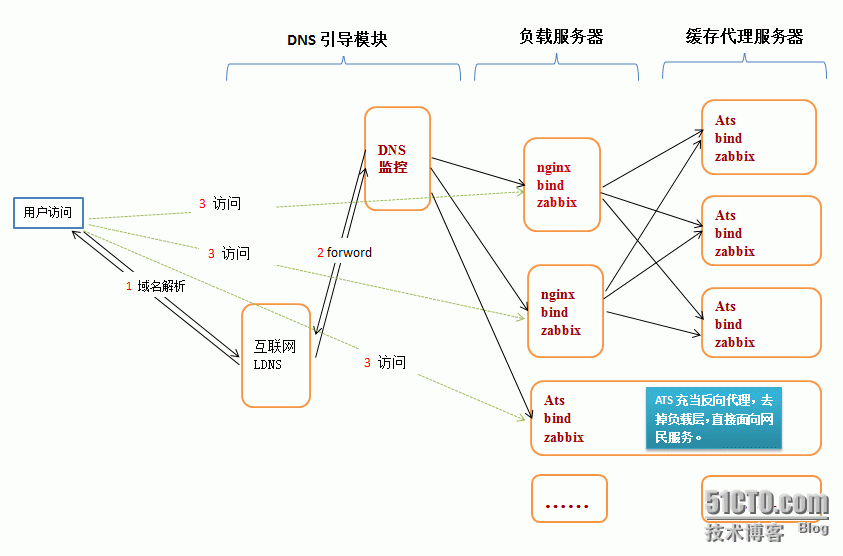 DNS 引导模块
负载服务器
缓存代理服务器
DNS
监控
Ats
bind
zabbix
nginx
bind
zabbix
用户访问
3 访问
Ats
bind
zabbix
3 访问
2 forword
1 域名解析
nginx
bind
zabbix
Ats
bind
zabbix
互联网
LDNS
3 访问
Ats
bind
zabbix
ATS 充当反向代理，去
掉负载层，直接面向网
民服务。
......
51CTO.com
技术博客 Blog